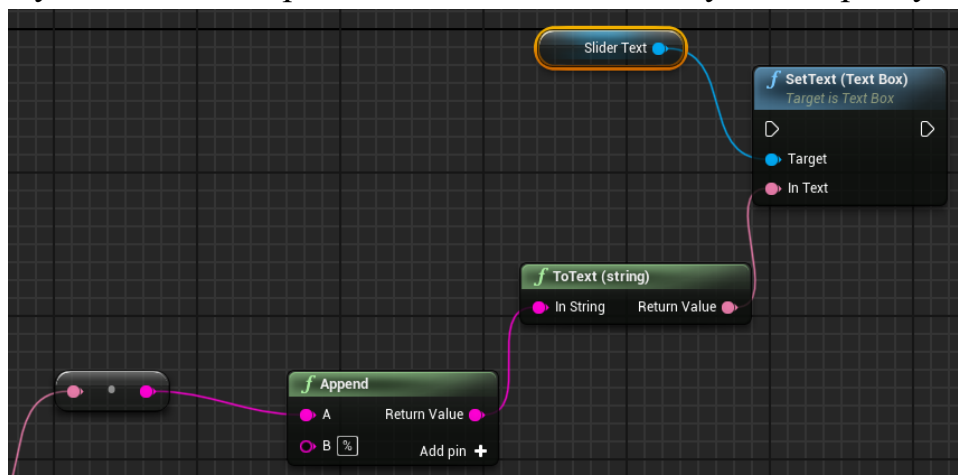 Slider Text
SetText (Text Box)
Target is Text Box
Target
In Text
ToText (string)
In String Return Value
Append
A Return Value
B % Add pin +